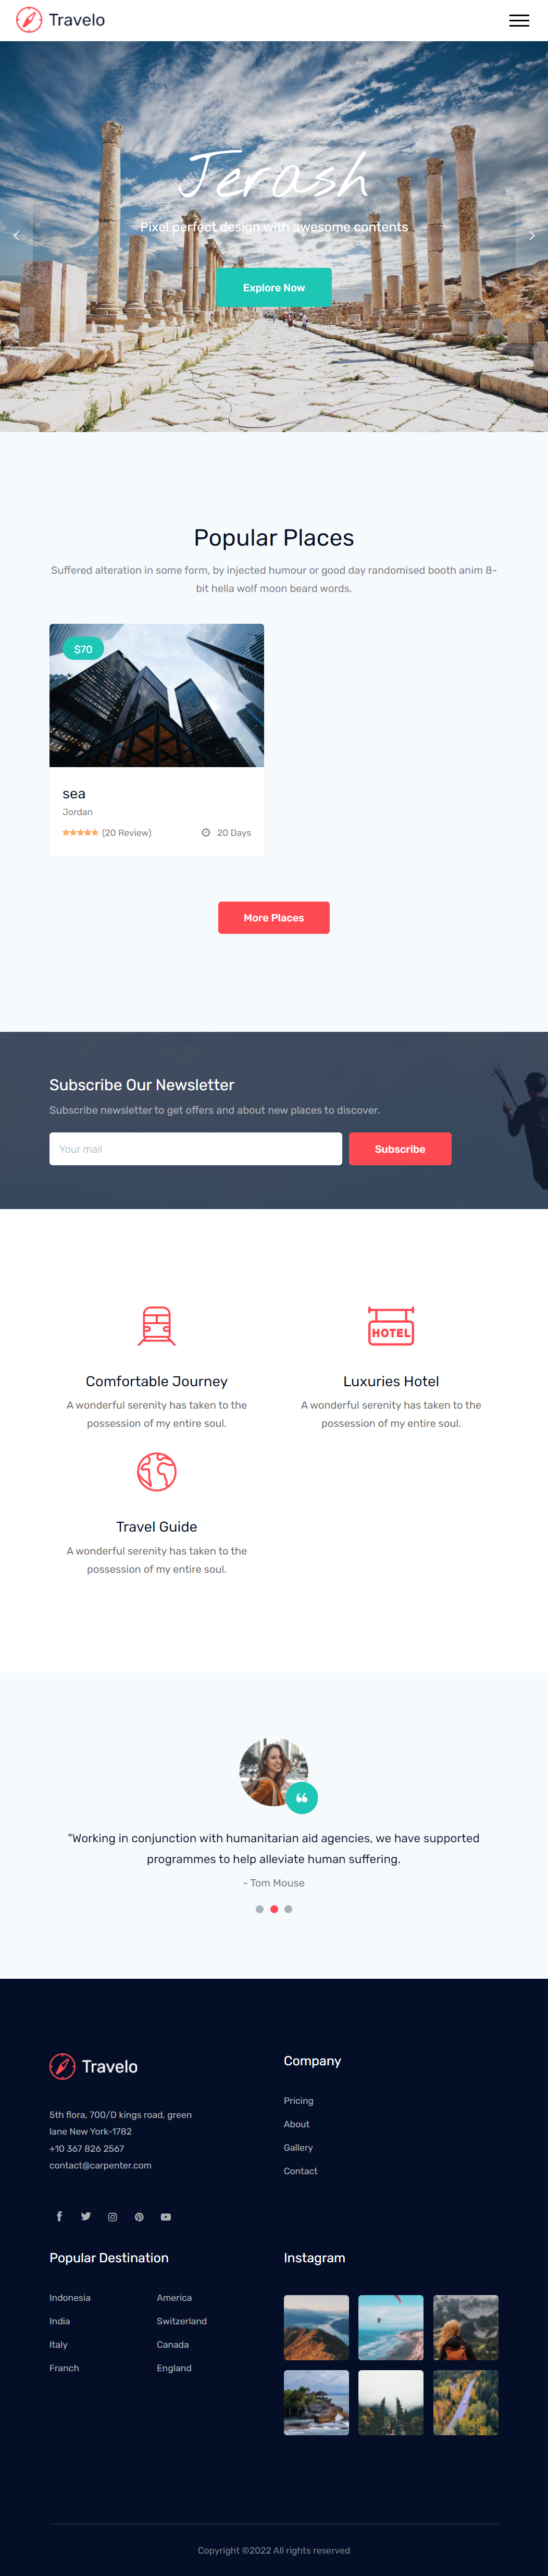 Travelo
Jerash
Pixel perfect design with awesome contents
Explore Now
Popular Places
Suffered alteration in some form, by injected humour or good day randomised booth anim 8-
bit hella wolf moon beard words.
$70
sea
Jordan
(20 Review)
20 Days
More Places
Subscribe Our Newsletter
Subscribe newsletter to get offers and about new places to discover.
Your mail
Subscribe
HOTEL
Comfortable Journey
A wonderful serenity has taken to the
possession of my entire soul.
Luxuries Hotel
A wonderful serenity has taken to the
possession of my entire soul.
Travel Guide
A wonderful serenity has taken to the
possession of my entire soul.
"Working in conjunction with humanitarian aid agencies, we have supported
programmes to help alleviate human suffering.
- Tom Mouse
Travelo
5th flora, 700/D kings road, green
lane New York-1782
+10 367 826 2567
contact@carpenter.com
Company
Pricing
About
Gallery
Contact
Popular Destination
Indonesia
America
India
Switzerland
Italy
Canada
Franch
England
Instagram
Copyright ©2022 All rights reserved